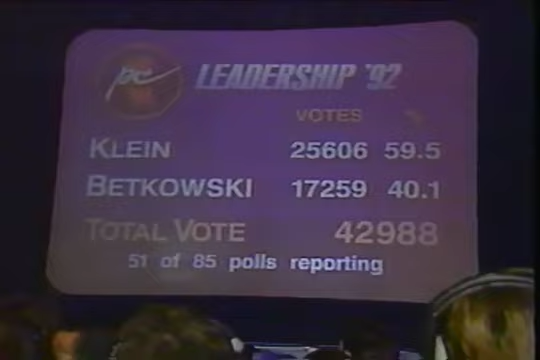 pc LEADERSHIP '92
VOTES %
KLEIN 25606 59.5
BETKOWSKI 17259 40.1
TOTAL VOTE 42988
51 of 85 polls reporting